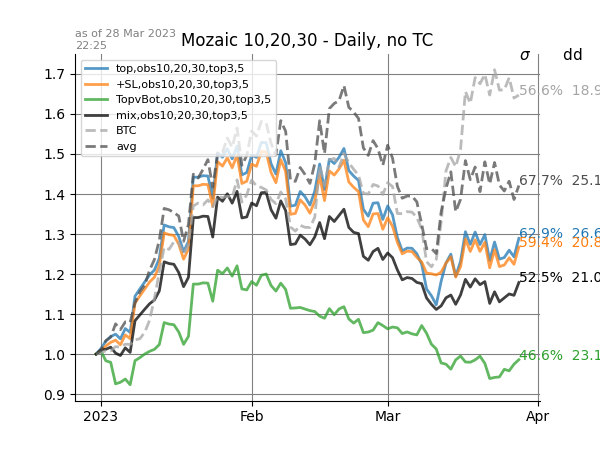 as of 28 Mar 2023
22:25
Mozaic 10,20,30 - Daily, no TC
σ dd
top,obs10,20,30,top3,5
+SL,obs10,20,30,top3,5
TopvBot,obs10,20,30,top3,5
mix,obs10,20,30,top3,5
BTC
avg
1.7
1.6
1.5
1.4
1.3
1.2
1.1
1.0
0.9
56.6% 18.9
67.7% 25.1
62.9% 26.6
59.4% 20.8
52.5% 21.0
46.6% 23.1
2023 Feb Mar Apr